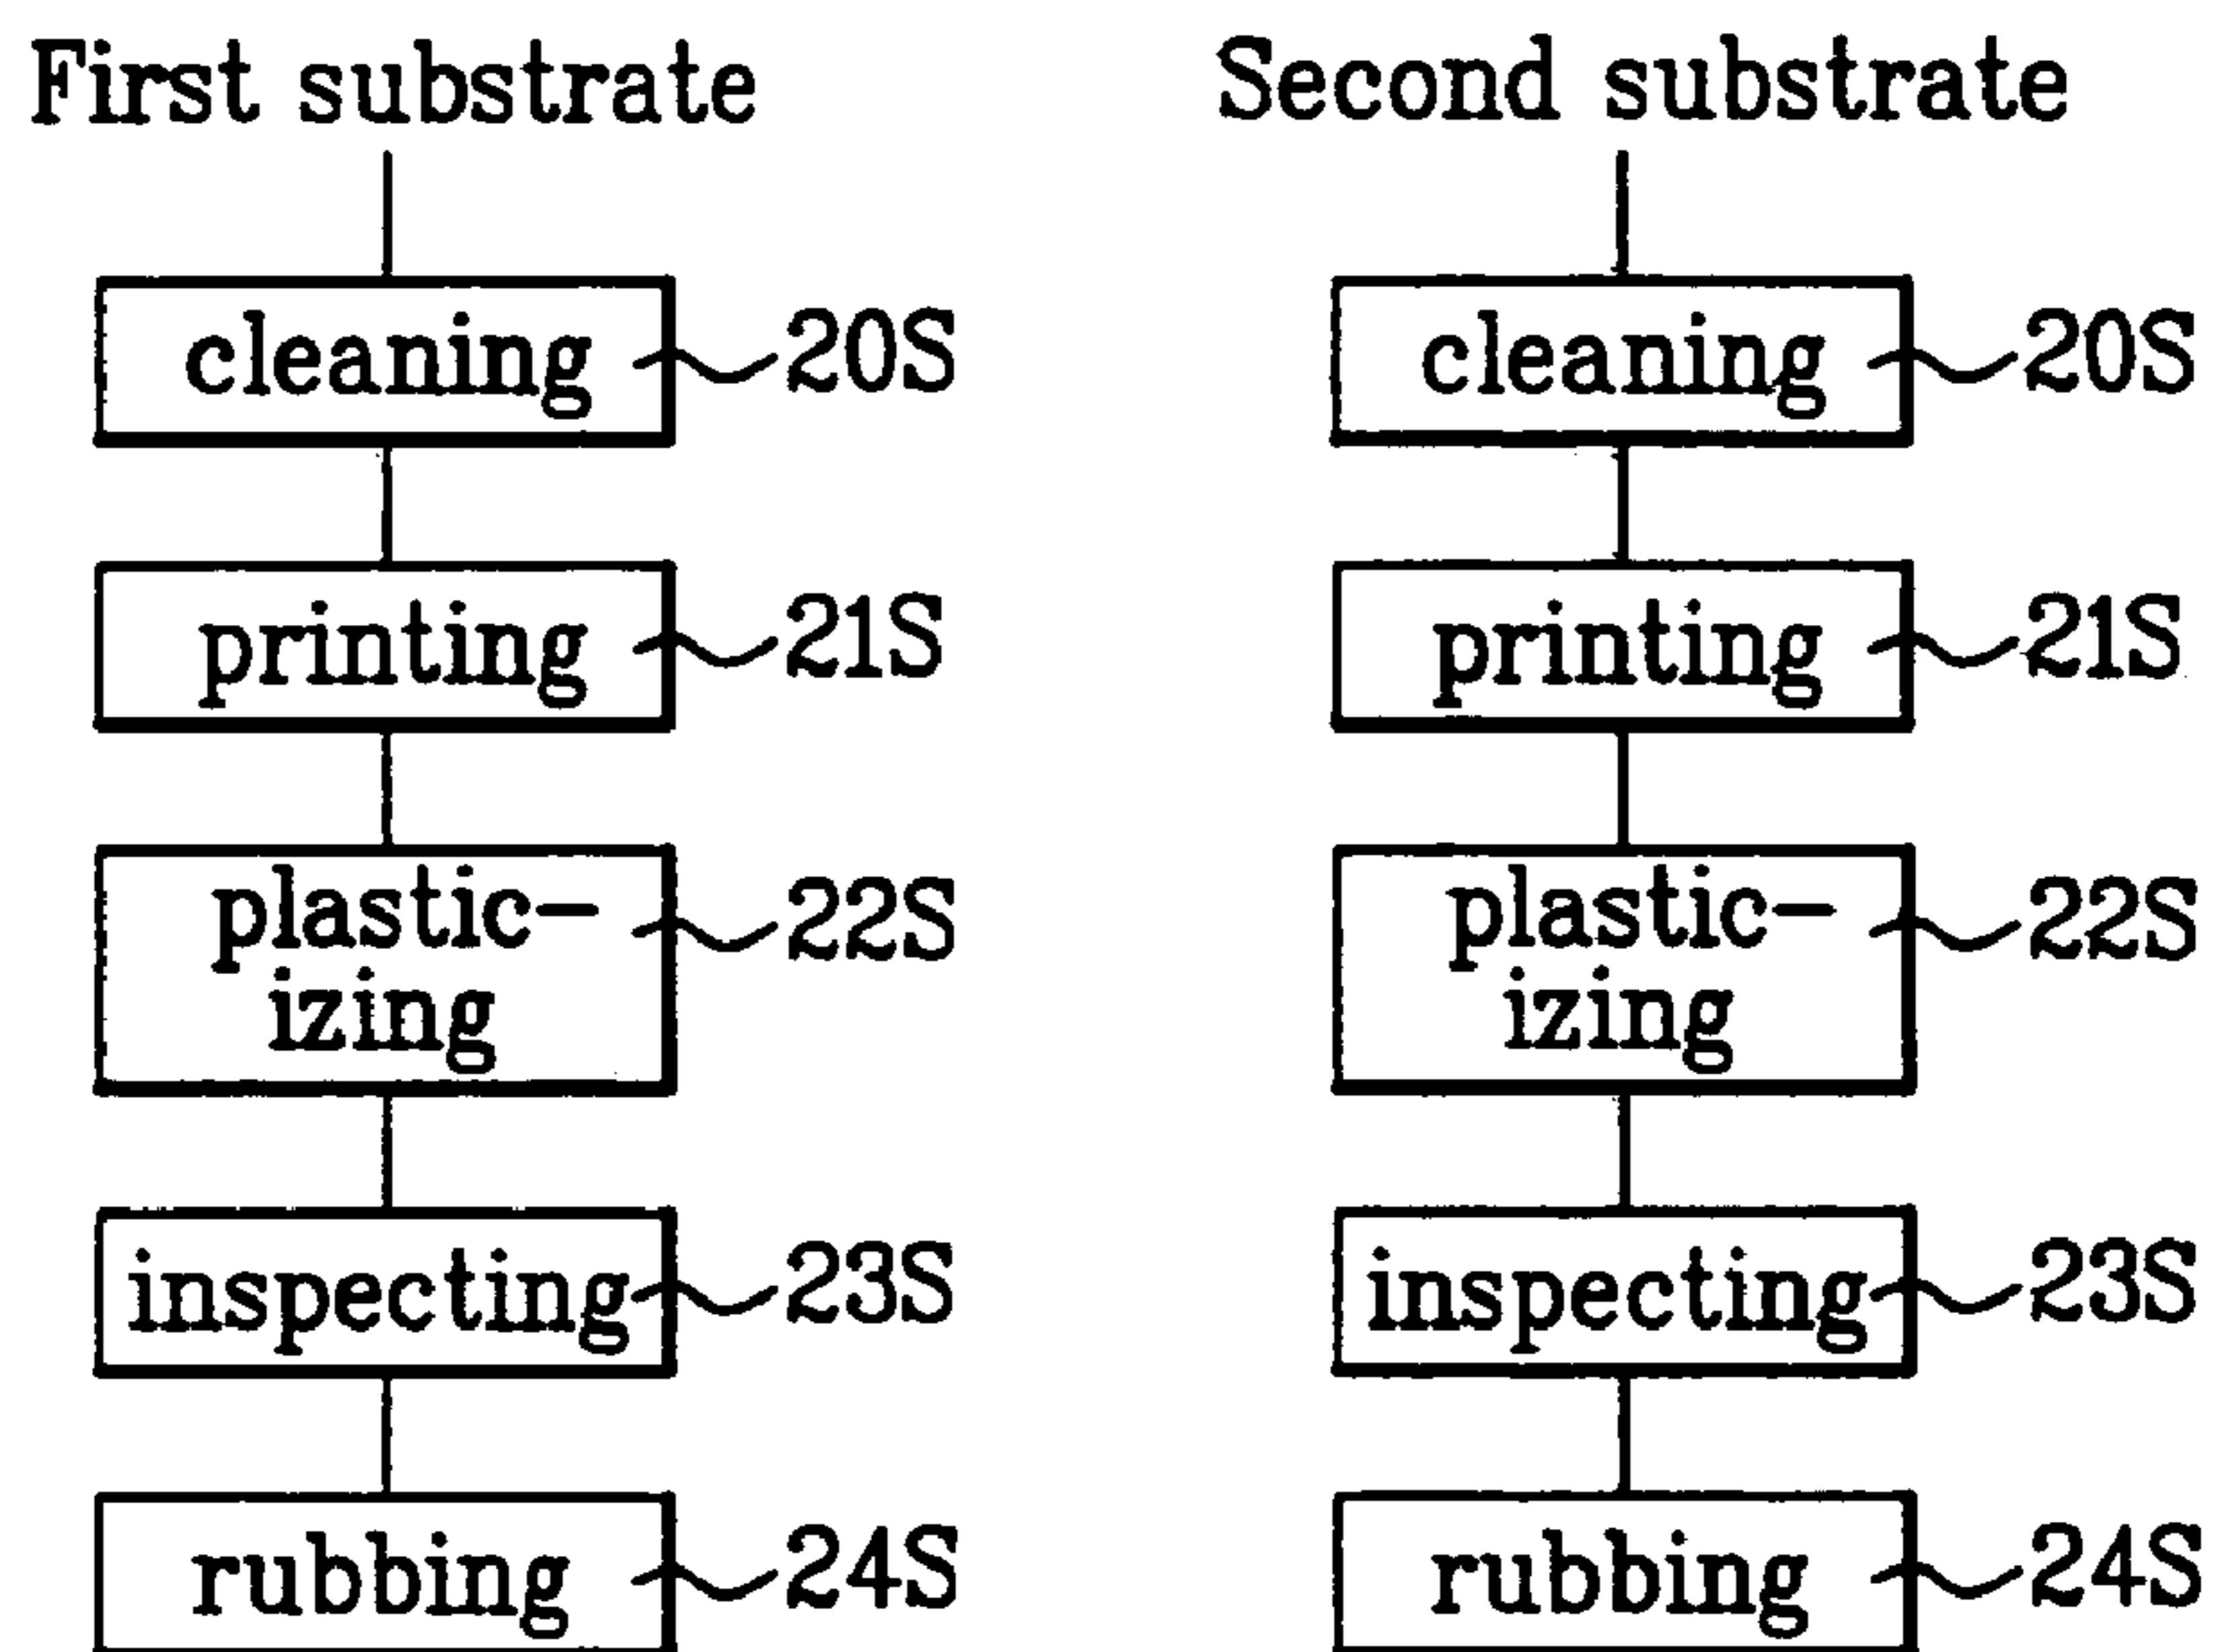 First substrate
cleaning 20S
printing 21S
plastic- 22S
izing
inspecting 23S
rubbing 24S
Second substrate
cleaning 20S
printing 21S
plastic- 22S
izing
inspecting 23S
rubbing 24S